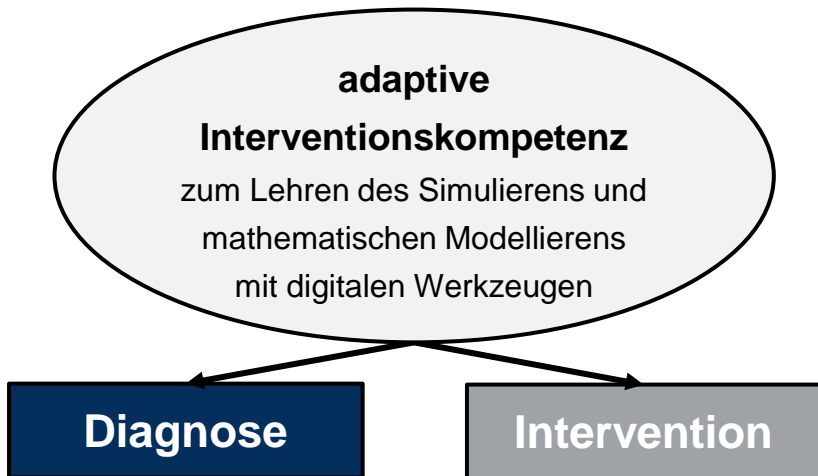 adaptive
Interventionskompetenz
zum Lehren des Simulierens und
mathematischen Modellierens
mit digitalen Werkzeugen
Diagnose
Intervention